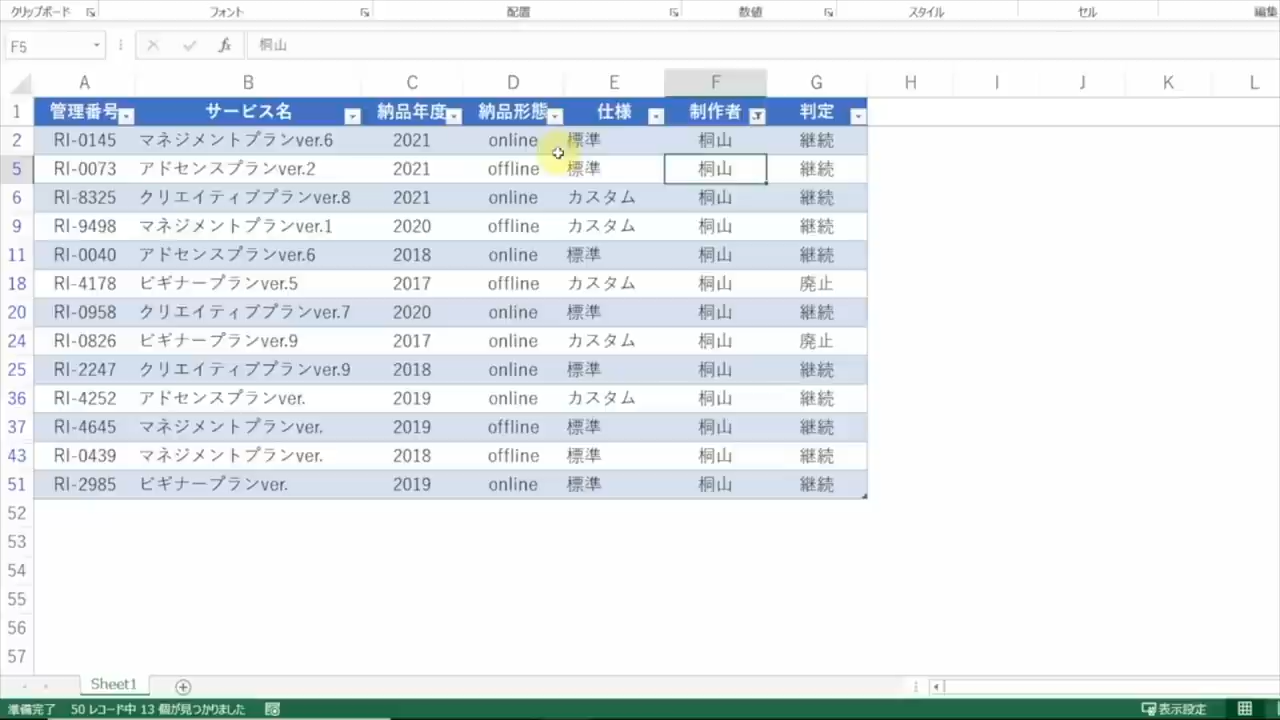 クリップボード フォント 配置 数値 スタイル セル 編集
F5 fx 桐山
A B C D E F G H I J K L
1 管理番号 サービス名 納品年度 納品形態 仕様 制作者 判定
2 RI-0145 マネジメントプランver.6 2021 online 標準 桐山 継続
5 RI-0073 アドセンスプランver.2 2021 offline 標準 桐山 継続
6 RI-8325 クリエイティブプランver.8 2021 online カスタム 桐山 継続
9 RI-9498 マネジメントプランver.1 2020 offline カスタム 桐山 継続
11 RI-0040 アドセンスプランver.6 2018 online 標準 桐山 継続
18 RI-4178 ビギナープランver.5 2017 offline カスタム 桐山 廃止
20 RI-0958 クリエイティブプランver.7 2020 online 標準 桐山 継続
24 RI-0826 ビギナープランver.9 2017 online カスタム 桐山 廃止
25 RI-2247 クリエイティブプランver.9 2018 online 標準 桐山 継続
36 RI-4252 アドセンスプランver. 2019 online カスタム 桐山 継続
37 RI-4645 マネジメントプランver. 2019 offline 標準 桐山 継続
43 RI-0439 マネジメントプランver. 2018 offline 標準 桐山 継続
51 RI-2985 ビギナープランver. 2019 online 標準 桐山 継続
52
53
54
55
56
57
Sheet1
準備完了 50 レコード中 13 個が見つかりました 表示設定